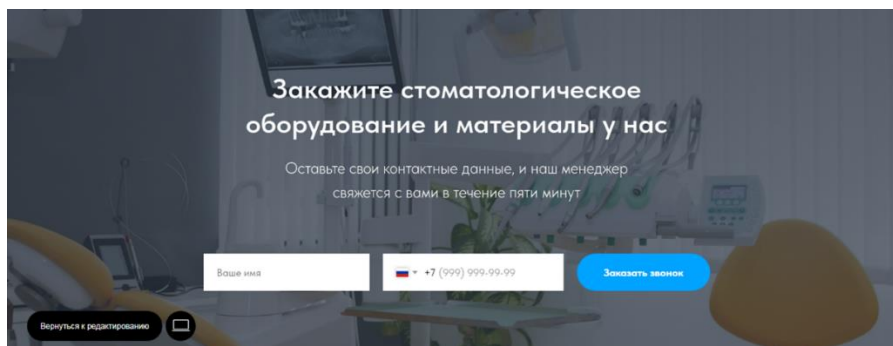 Закажите стоматологическое
оборудование и материалы у нас
Оставьте свои контактные данные, и наш менеджер
свяжется с вами в течение пяти минут
Ваше имя
+7 (999) 999-99-99
Заказать звонок
Вернуться к редактированию